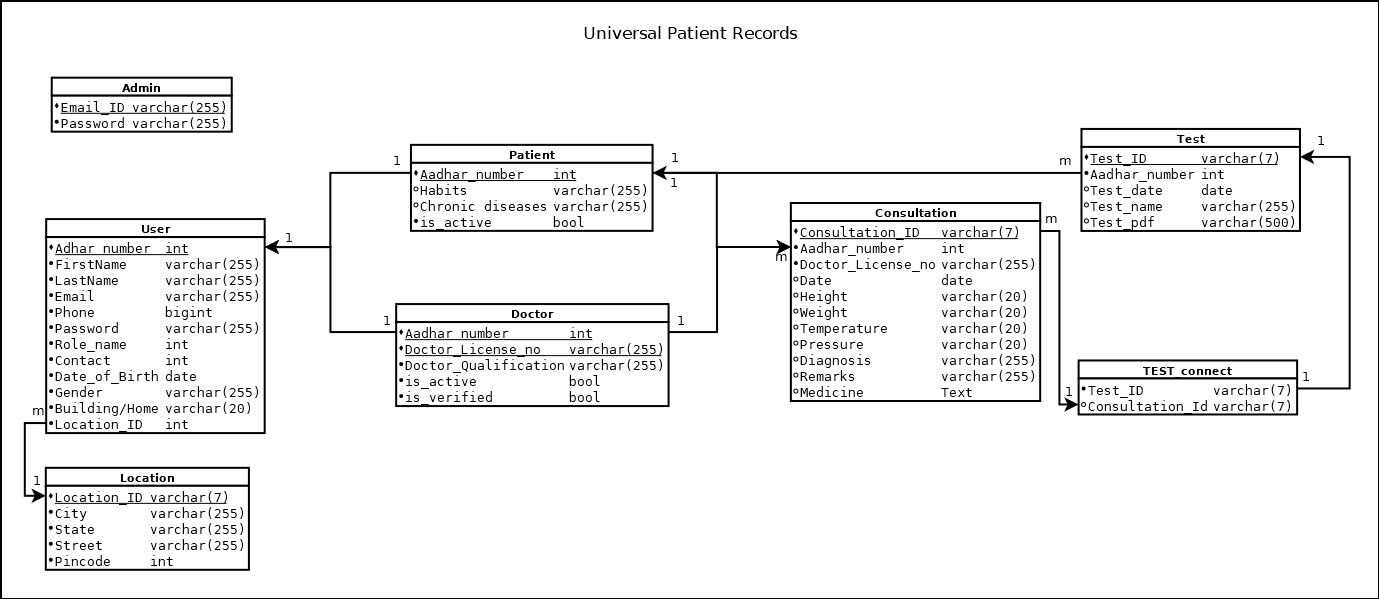 Universal Patient Records
Admin
Email_ID varchar(255)
Password varchar(255)
Patient
Aadhar_number int
Habits varchar(255)
Chronic diseases varchar(255)
is_active bool
1
1
1
m
Test
Test_ID varchar(7)
Aadhar_number int
Test_date date
Test_name varchar(255)
Test_pdf varchar(500)
1
User
Adhar_number int
FirstName varchar(255)
LastName varchar(255)
Email varchar(255)
Phone bigint
Password varchar(255)
Role_name int
Contact int
Date_of_Birth date
Gender varchar(255)
Building/Home varchar(20)
Location_ID int
1
m
Doctor
Aadhar_number int
Doctor_License_no varchar(255)
Doctor_Qualification varchar(255)
is_active bool
is_verified bool
1
1
Consultation
Consultation_ID varchar(7)
Aadhar_number int
Doctor_License_no varchar(255)
Date date
Height varchar(20)
Weight varchar(20)
Temperature varchar(20)
Pressure varchar(20)
Diagnosis varchar(255)
Remarks varchar(255)
Medicine Text
m
m
TEST_connect
Test_ID varchar(7)
Consultation_Id varchar(7)
1
1
Location
Location_ID varchar(7)
City varchar(255)
State varchar(255)
Street varchar(255)
Pincode int
1